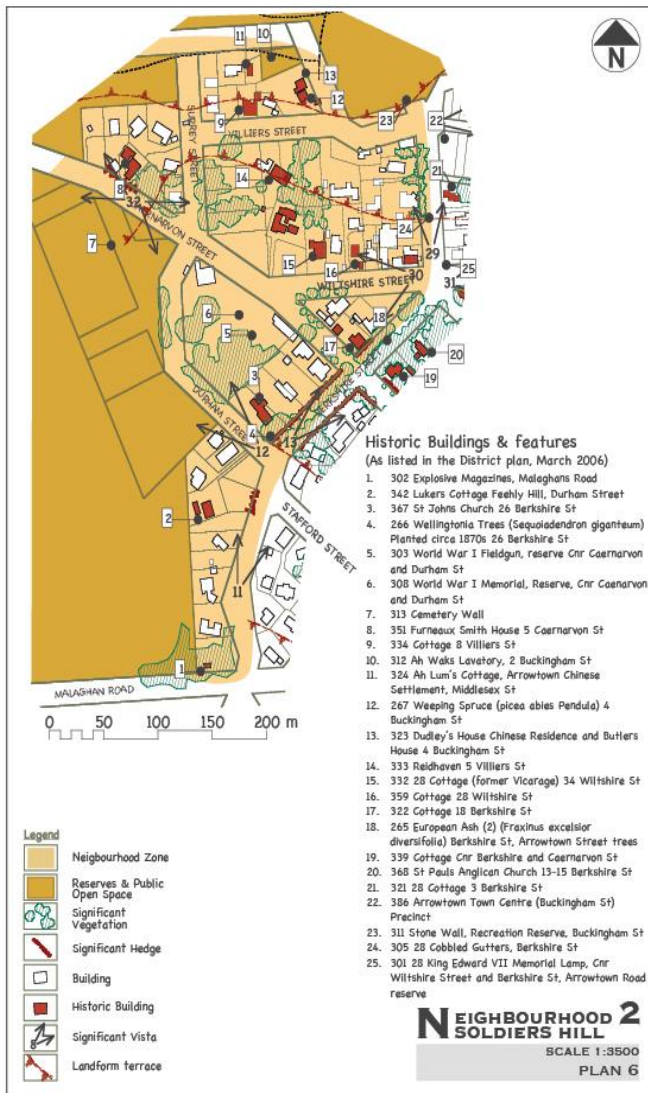 N
11
10
13
12
9
23
22
SURREY STREET
VILLIERS STREET
14
8
32
21
24
29
7
CAERNARVON STREET
15
16
30
25
WILTSHIRE STREET
31
6
18
5
17
20
BERKSHIRE STREET
3
19
DURHAM STREET
4
13
12
2
STAFFORD STREET
11
1
MALAGHAN ROAD
0 50 100 150 200 m
Historic Buildings & features
(As listed in the District plan, March 2006)
1. 302 Explosive Magazines, Malaghans Road
2. 342 Lukers Cottage Feehly Hill, Durham Street
3. 367 St Johns Church 26 Berkshire St
4. 266 Wellingtonia Trees (Sequoiadendron giganteum)
Planted circa 1870s 26 Berkshire St
5. 303 World War I Fieldgun, reserve Cnr Caernarvon
and Durham St
6. 308 World War I Memorial, Reserve, Cnr Caenarvon
and Durham St
7. 313 Cemetery Wall
8. 351 Furneaux Smith House 5 Caernarvon St
9. 334 Cottage 8 Villiers St
10. 312 Ah Waks Lavatory, 2 Buckingham St
11. 324 Ah Lum's Cottage, Arrowtown Chinese
Settlement, Middlesex St
12. 267 Weeping Spruce (picea abies Pendula) 4
Buckingham St
13. 323 Dudley's House Chinese Residence and Butlers
House 4 Buckingham St
14. 333 Reidhaven 5 Villiers St
15. 332 28 Cottage (former Vicarage) 34 Wiltshire St
16. 359 Cottage 28 Wiltshire St
17. 322 Cottage 18 Berkshire St
18. 265 European Ash (2) (Fraxinus excelsior
diversifolia) Berkshire St, Arrowtown Street trees
19. 339 Cottage Cnr Berkshire and Caernarvon St
20. 368 St Pauls Anglican Church 13-15 Berkshire St
21. 321 28 Cottage 3 Berkshire St
22. 386 Arrowtown Town Centre (Buckingham St)
Precinct
23. 311 Stone Wall, Recreation Reserve, Buckingham St
24. 305 28 Cobbled Gutters, Berkshire St
25. 301 28 King Edward VII Memorial Lamp, Cnr
Wiltshire Street and Berkshire St, Arrowtown Road
reserve
Legend
Neigbourhood Zone
Reserves & Public
Open Space
Significant
Vegetation
Significant Hedge
Building
Historic Building
8
Significant Vista
Landform terrace
NEIGHBOURHOOD 2
SOLDIERS HILL
SCALE 1:3500
PLAN 6